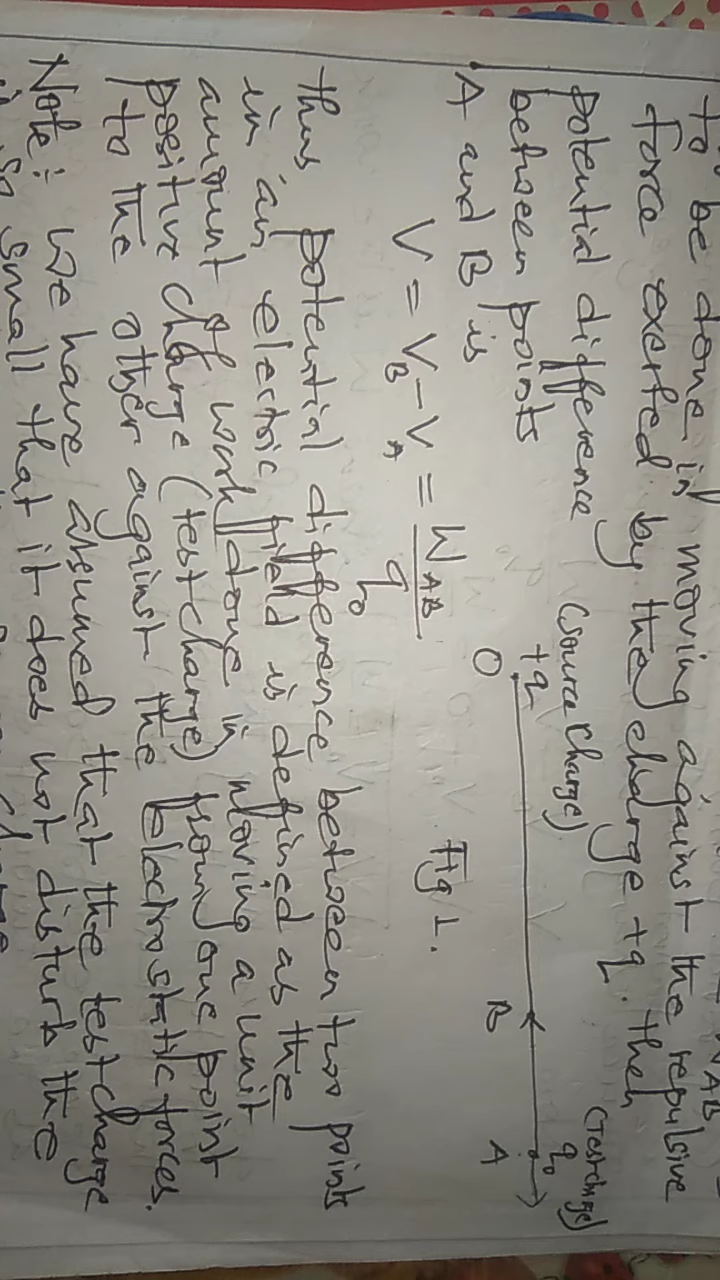 to be done in moving against the repulsive
force exerted by the charge +q. then
potential difference
between points
A and B is
(source charge)
+q
O
B
A
q₀
(Test charge)
Fig 1.
V = V_B - V_A = W_AB / q₀
thus potential difference between two points
in an electric field is defined as the
amount of work done in moving a unit
positive charge (test charge) from one point
to the other against the electrostatic forces.
Note: We have assumed that the test charge
is so small that it does not disturb the